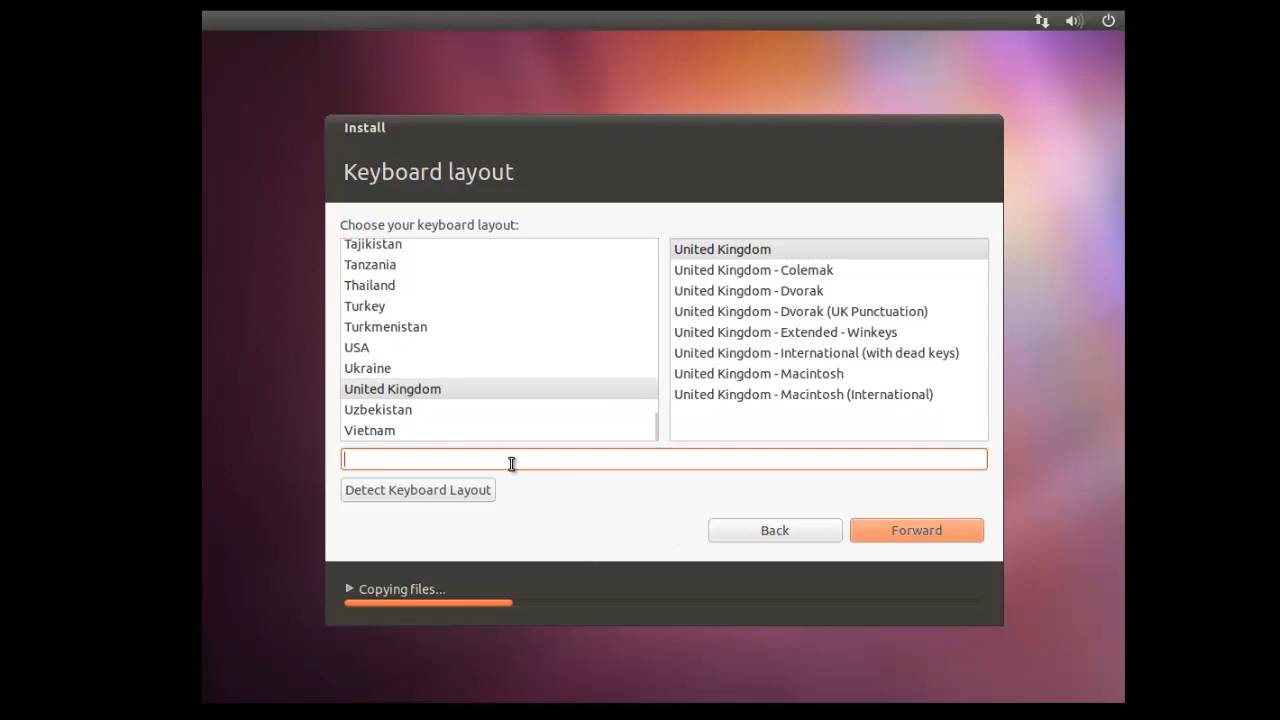 Install
Keyboard layout
Choose your keyboard layout:
Tajikistan
Tanzania
Thailand
Turkey
Turkmenistan
USA
Ukraine
United Kingdom
Uzbekistan
Vietnam
United Kingdom
United Kingdom - Colemak
United Kingdom - Dvorak
United Kingdom - Dvorak (UK Punctuation)
United Kingdom - Extended - Winkeys
United Kingdom - International (with dead keys)
United Kingdom - Macintosh
United Kingdom - Macintosh (International)
Detect Keyboard Layout
Back
Forward
Copying files...